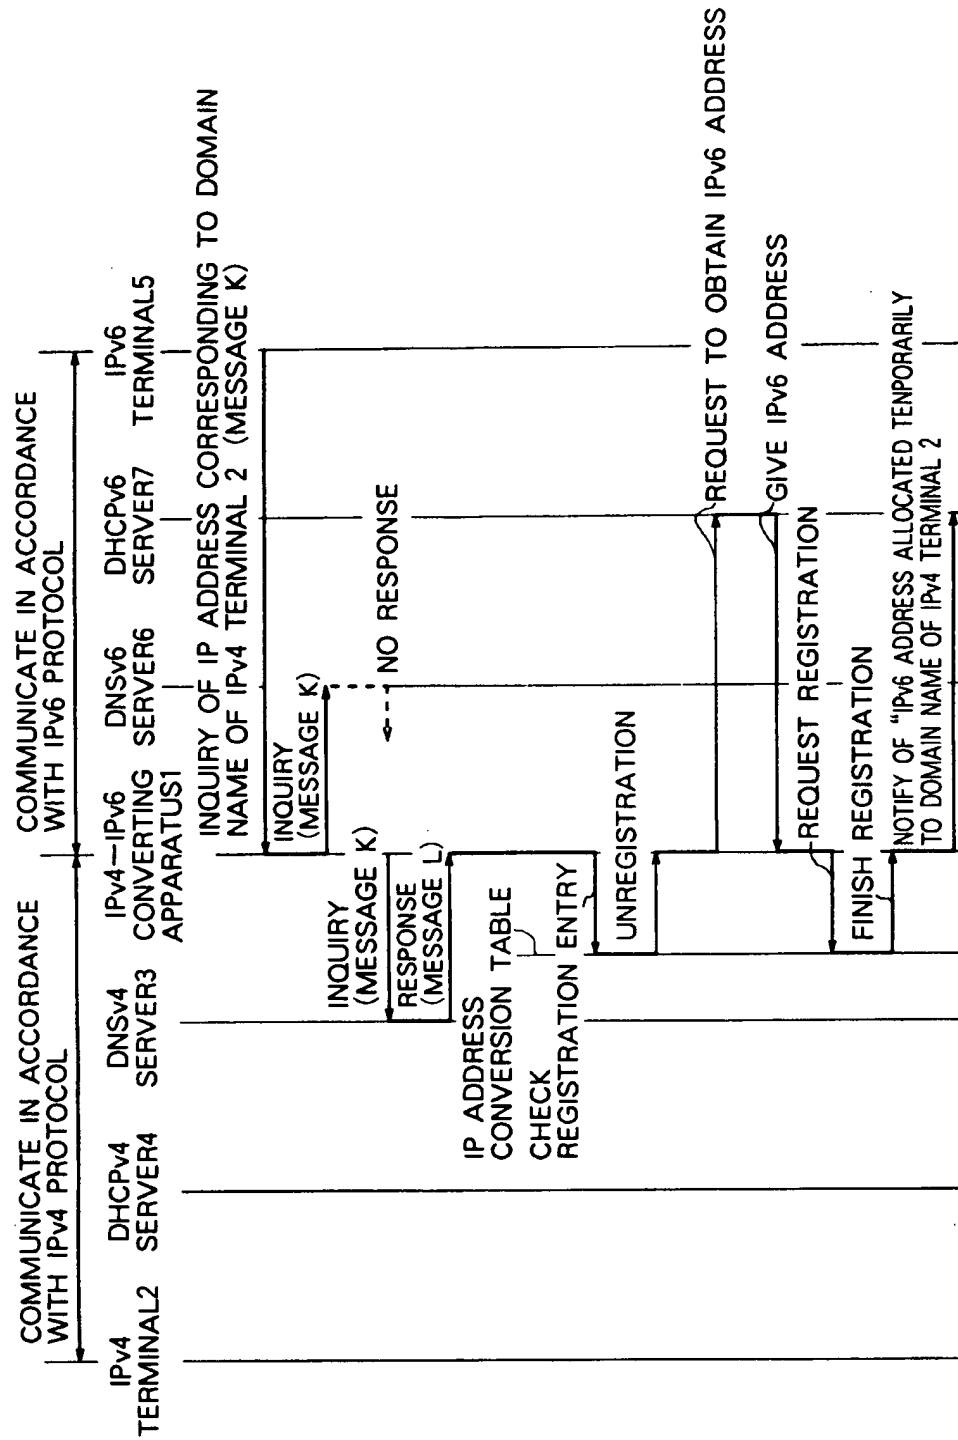 COMMUNICATE IN ACCORDANCE
WITH IPv4 PROTOCOL
COMMUNICATE IN ACCORDANCE
WITH IPv6 PROTOCOL
IPv4
TERMINAL2
DHCPv4
SERVER4
DNSv4
SERVER3
IPv4—IPv6
CONVERTING
APPARATUS1
DNSv6
SERVER6
DHCPv6
SERVER7
IPv6
TERMINAL5
INQUIRY OF IP ADDRESS CORRESPONDING TO DOMAIN
NAME OF IPv4 TERMINAL 2 (MESSAGE K)
INQUIRY
(MESSAGE K)
NO RESPONSE
INQUIRY
(MESSAGE K)
RESPONSE
(MESSAGE L)
IP ADDRESS
CONVERSION TABLE
CHECK
REGISTRATION ENTRY
UNREGISTRATION
REQUEST TO OBTAIN IPv6 ADDRESS
GIVE IPv6 ADDRESS
REQUEST REGISTRATION
FINISH REGISTRATION
NOTIFY OF "IPv6 ADDRESS ALLOCATED TENPORARILY
TO DOMAIN NAME OF IPv4 TERMINAL 2